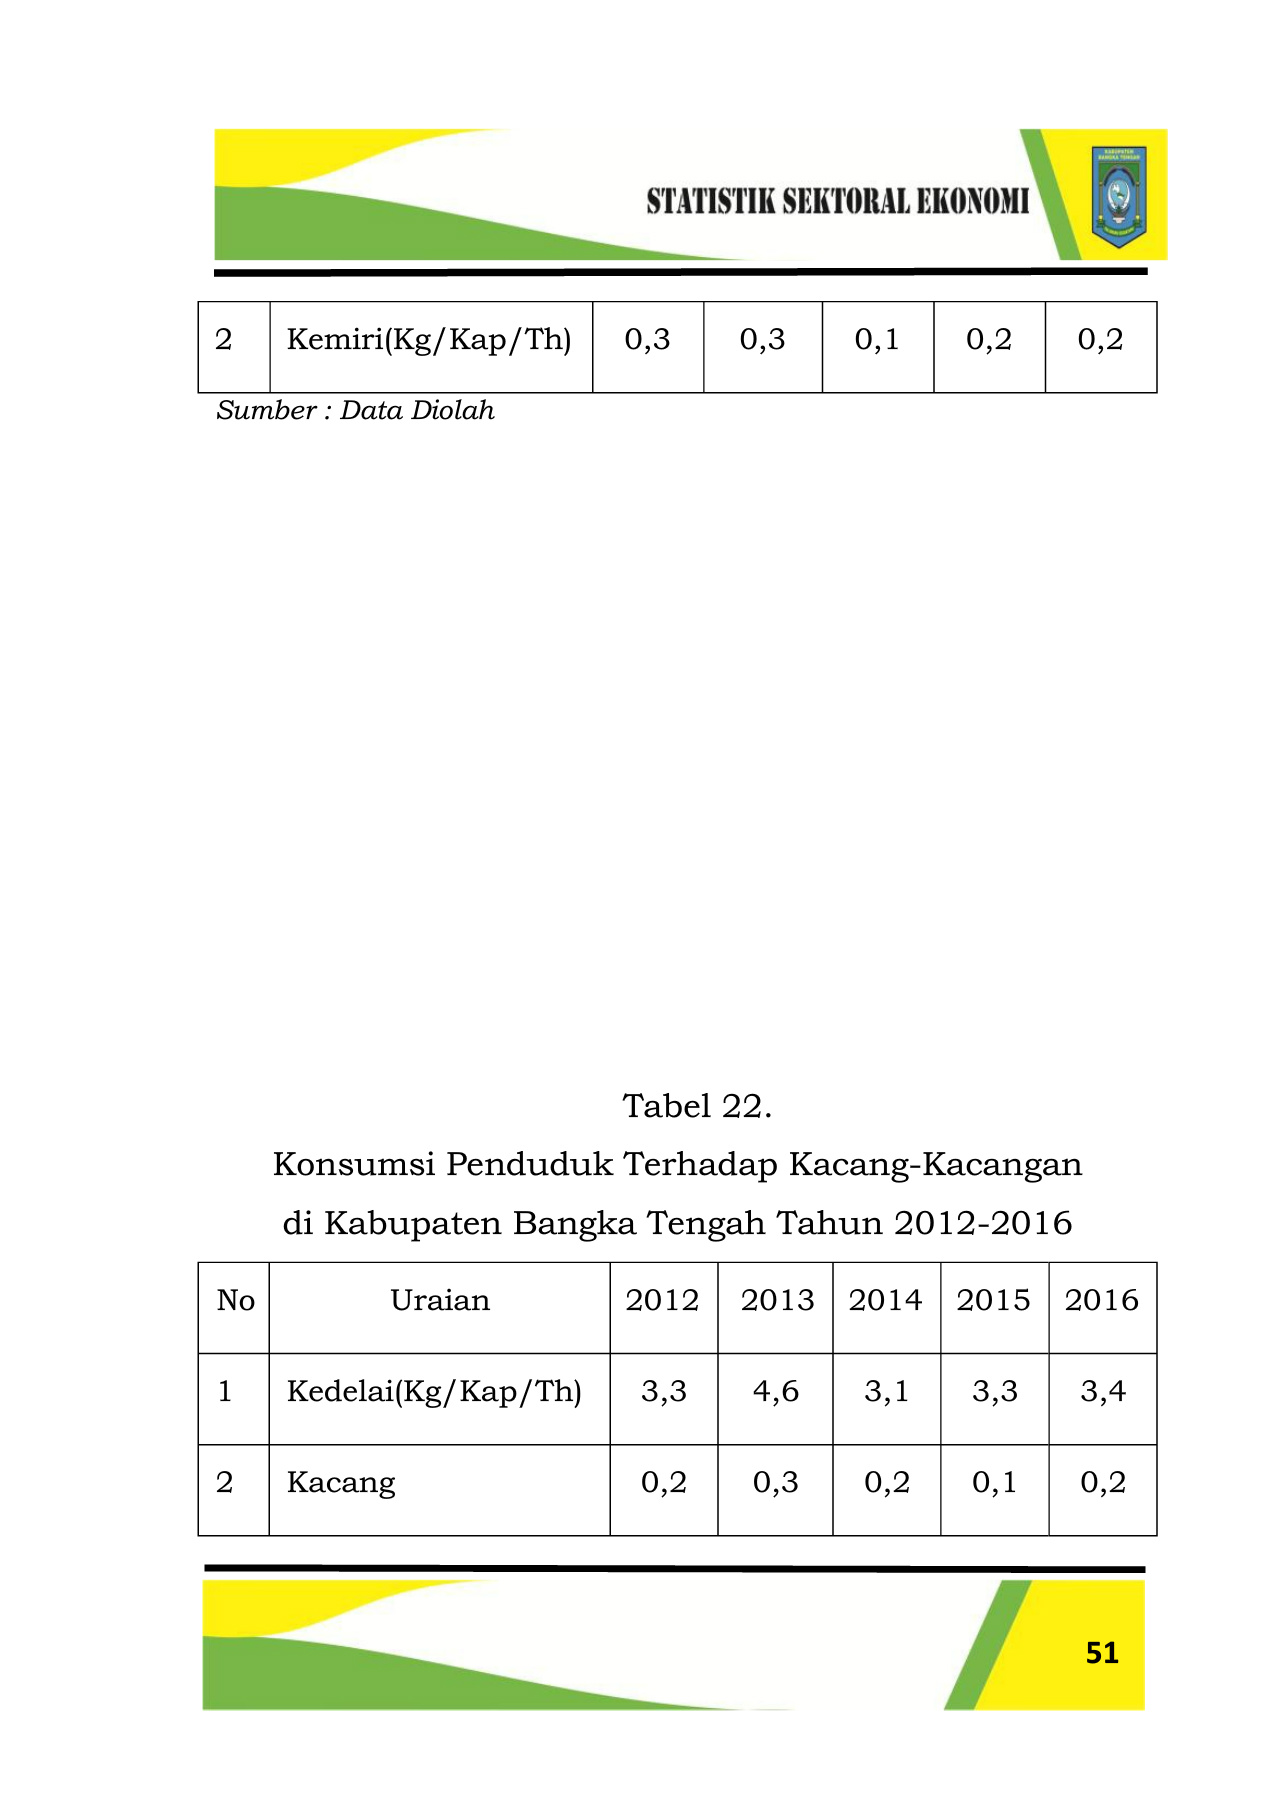 KABUPATEN
BANGKA TENGAH
STATISTIK SEKTORAL EKONOMI
2 Kemiri(Kg/Kap/Th) 0,3 0,3 0,1 0,2 0,2
Sumber : Data Diolah
Tabel 22.
Konsumsi Penduduk Terhadap Kacang-Kacangan
di Kabupaten Bangka Tengah Tahun 2012-2016
No Uraian 2012 2013 2014 2015 2016
1 Kedelai(Kg/Kap/Th) 3,3 4,6 3,1 3,3 3,4
2 Kacang 0,2 0,3 0,2 0,1 0,2
51